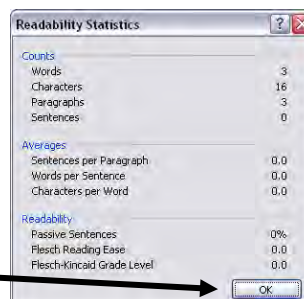 Readability Statistics
Counts
Words 3
Characters 16
Paragraphs 3
Sentences 0
Averages
Sentences per Paragraph 0.0
Words per Sentence 0.0
Characters per Word 0.0
Readability
Passive Sentences 0%
Flesch Reading Ease 0.0
Flesch-Kincaid Grade Level 0.0
OK